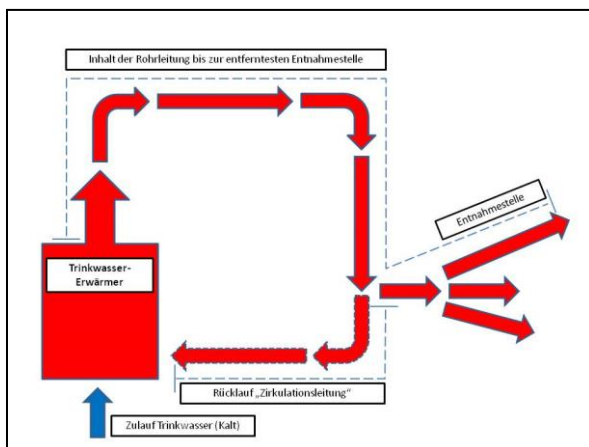 Inhalt der Rohrleitung bis zur entferntesten Entnahmestelle
Entnahmestelle
Trinkwasser-
Erwärmer
Rücklauf „Zirkulationsleitung“
Zulauf Trinkwasser (Kalt)